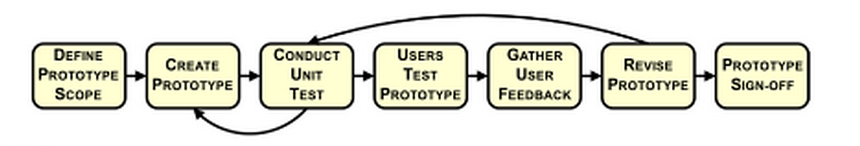 DEFINE
PROTOTYPE
SCOPE
CREATE
PROTOTYPE
CONDUCT
UNIT
TEST
USERS
TEST
PROTOTYPE
GATHER
USER
FEEDBACK
REVISE
PROTOTYPE
PROTOTYPE
SIGN-OFF